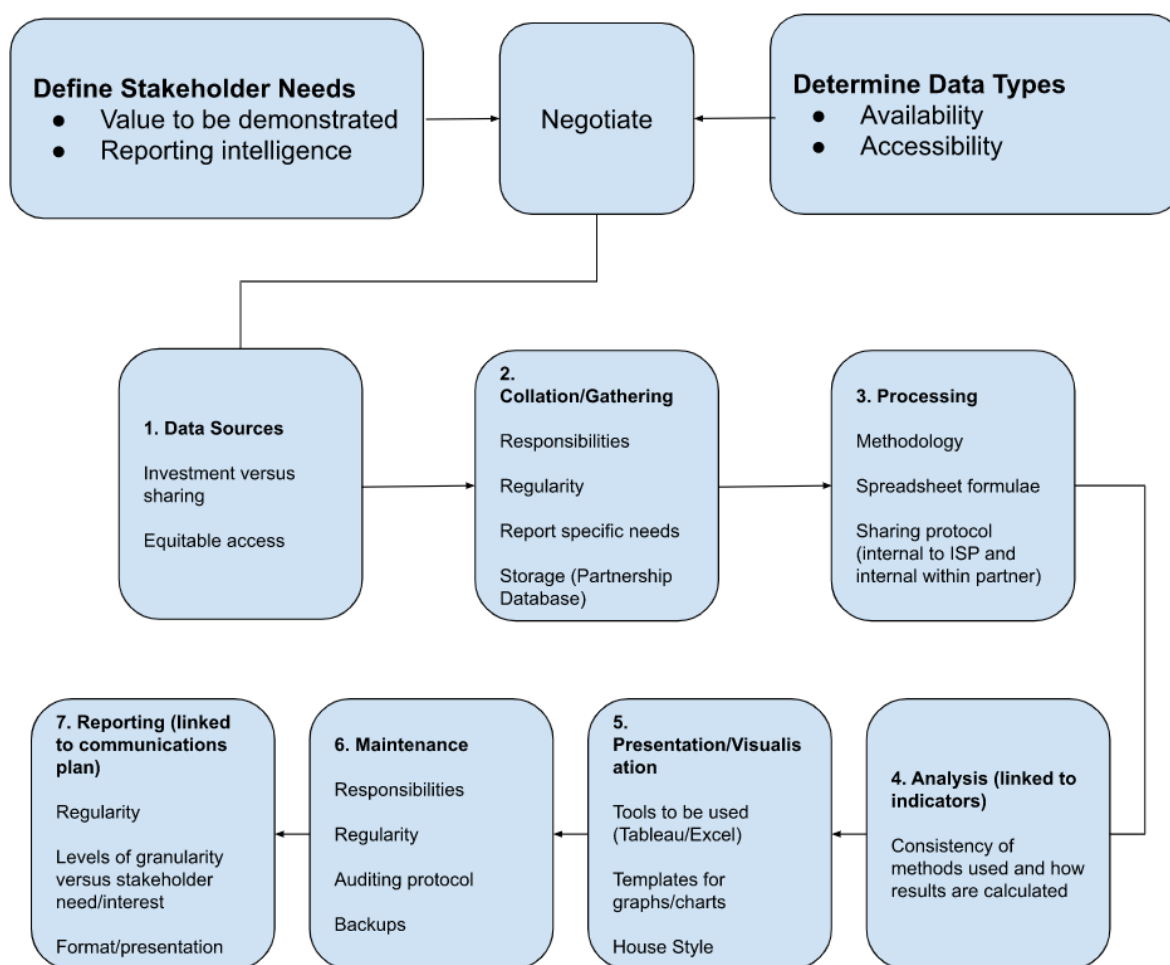 Define Stakeholder Needs
● Value to be demonstrated
● Reporting intelligence
Negotiate
Determine Data Types
● Availability
● Accessibility
1. Data Sources
Investment versus
sharing
Equitable access
2.
Collation/Gathering
Responsibilities
Regularity
Report specific needs
Storage (Partnership
Database)
3. Processing
Methodology
Spreadsheet formulae
Sharing protocol
(internal to ISP and
internal within partner)
4. Analysis (linked to
indicators)
Consistency of
methods used and how
results are calculated
5.
Presentation/Visualis
ation
Tools to be used
(Tableau/Excel)
Templates for
graphs/charts
House Style
6. Maintenance
Responsibilities
Regularity
Auditing protocol
Backups
7. Reporting (linked
to communications
plan)
Regularity
Levels of granularity
versus stakeholder
need/interest
Format/presentation